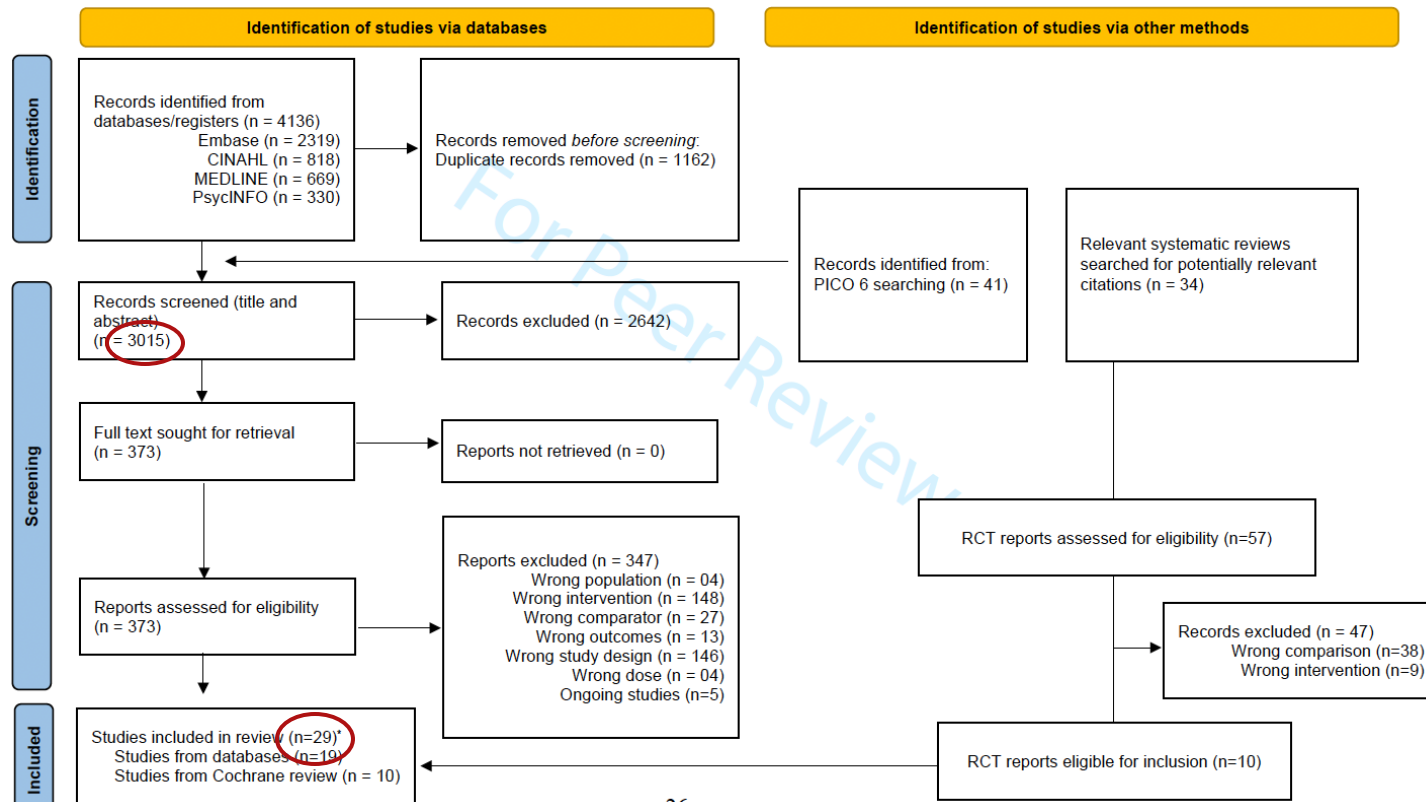 Identification of studies via databases
Identification of studies via other methods
Identification
Records identified from
databases/registers (n = 4136)
Embase (n = 2319)
CINAHL (n = 818)
MEDLINE (n = 669)
PsycINFO (n = 330)
Records removed before screening:
Duplicate records removed (n = 1162)
Records identified from:
PICO 6 searching (n = 41)
Relevant systematic reviews
searched for potentially relevant
citations (n = 34)
For Peer Review
Screening
Records screened (title and
abstract)
(n = 3015)
Records excluded (n = 2642)
Full text sought for retrieval
(n = 373)
Reports not retrieved (n = 0)
RCT reports assessed for eligibility (n=57)
Reports assessed for eligibility
(n = 373)
Reports excluded (n = 347)
Wrong population (n = 04)
Wrong intervention (n = 148)
Wrong comparator (n = 27)
Wrong outcomes (n = 13)
Wrong study design (n = 146)
Wrong dose (n = 04)
Ongoing studies (n=5)
Records excluded (n = 47)
Wrong comparison (n=38)
Wrong intervention (n=9)
Included
Studies included in review (n=29)*
Studies from databases (n=19)
Studies from Cochrane review (n = 10)
RCT reports eligible for inclusion (n=10)